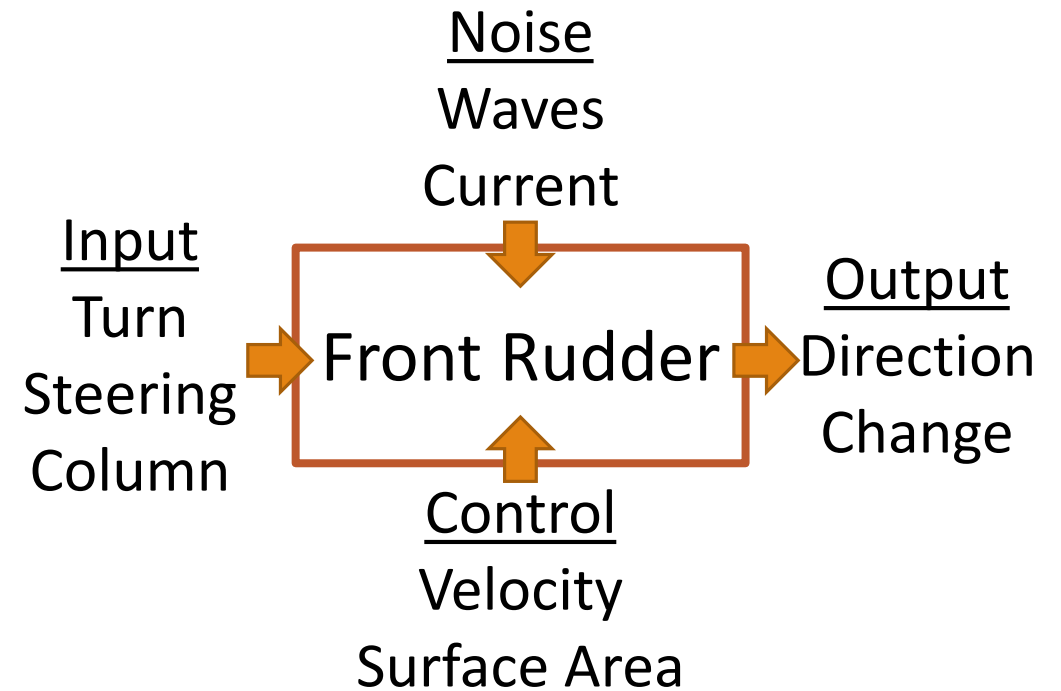 Noise
Waves
Current
Input
Turn
Steering
Column
Front Rudder
Output
Direction
Change
Control
Velocity
Surface Area